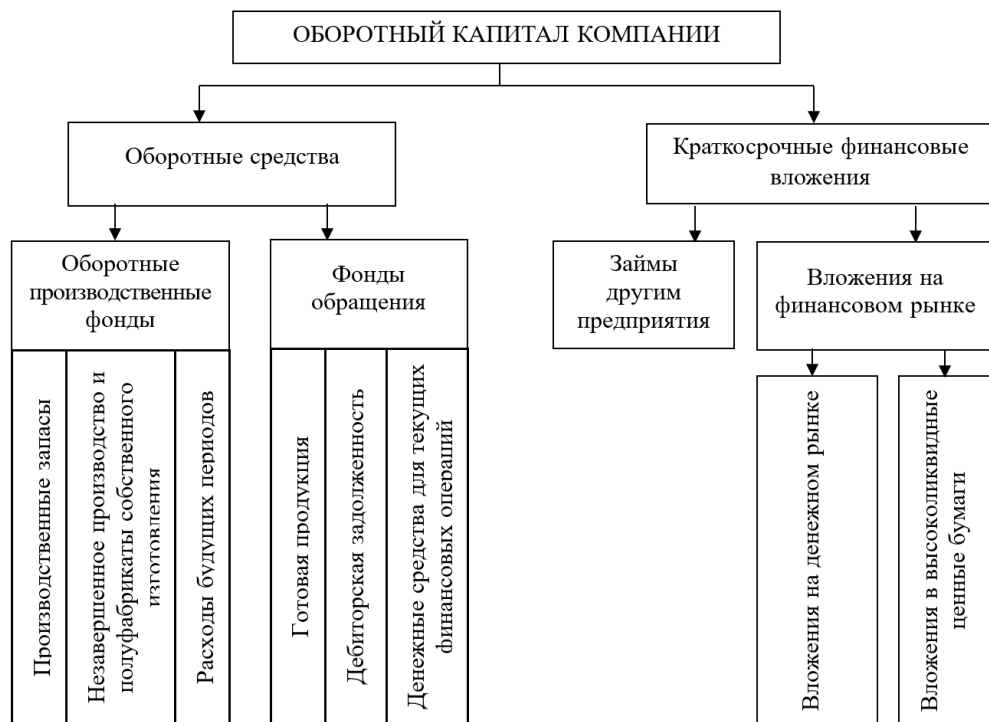 ОБОРОТНЫЙ КАПИТАЛ КОМПАНИИ
Оборотные средства
Краткосрочные финансовые
вложения
Оборотные
производственные
фонды
Фонды
обращения
Займы
другим
предприятия
Вложения на
финансовом рынке
Производственные запасы
Незавершенное производство и
полуфабрикаты собственного
изготовления
Расходы будущих периодов
Готовая продукция
Дебиторская задолженность
Денежные средства для текущих
финансовых операций
Вложения на денежном рынке
Вложения в высоколиквидные
ценные бумаги